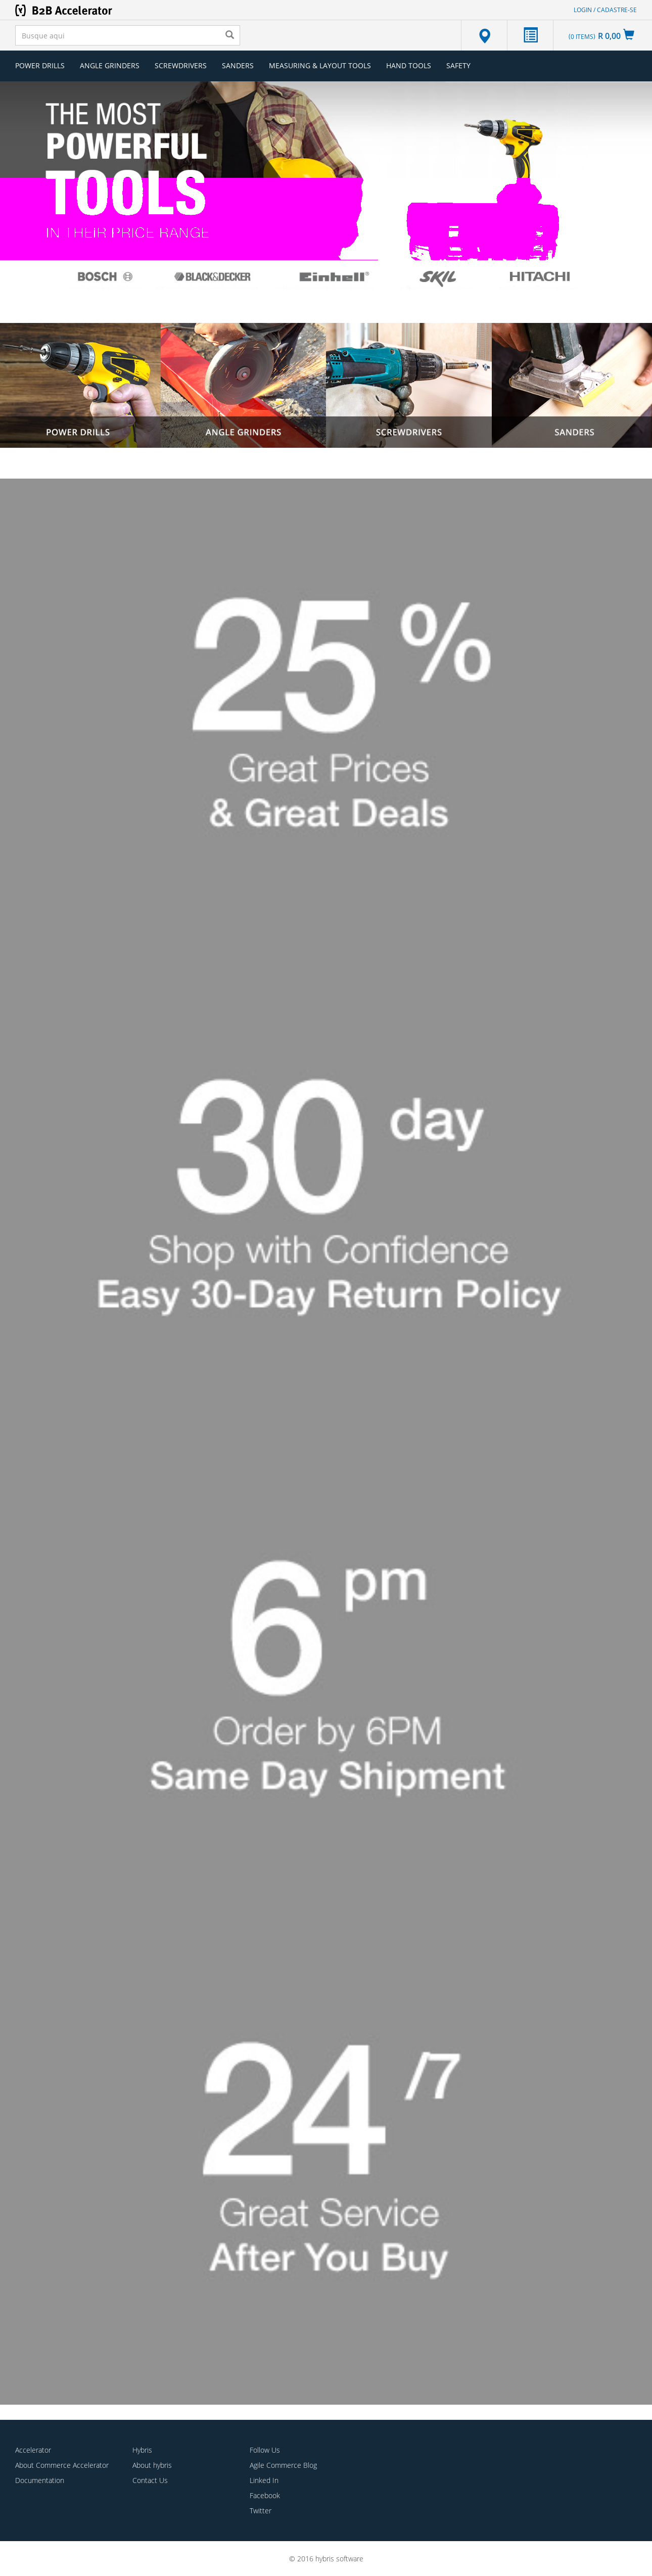 B2B Accelerator
LOGIN / CADASTRE-SE
Busque aqui
(0 ITEMS) R 0,00
POWER DRILLS ANGLE GRINDERS SCREWDRIVERS SANDERS MEASURING & LAYOUT TOOLS HAND TOOLS SAFETY
THE MOST
POWERFUL
TOOLS
IN THEIR PRICE RANGE
BOSCH BLACK&DECKER Einhell® SKIL HITACHI
POWER DRILLS ANGLE GRINDERS SCREWDRIVERS SANDERS
25 %
Great Prices
& Great Deals
30 day
Shop with Confidence
Easy 30-Day Return Policy
6 pm
Order by 6PM
Same Day Shipment
24 /7
Great Service
After You Buy
Accelerator
About Commerce Accelerator
Documentation
Hybris
About hybris
Contact Us
Follow Us
Agile Commerce Blog
Linked In
Facebook
Twitter
© 2016 hybris software